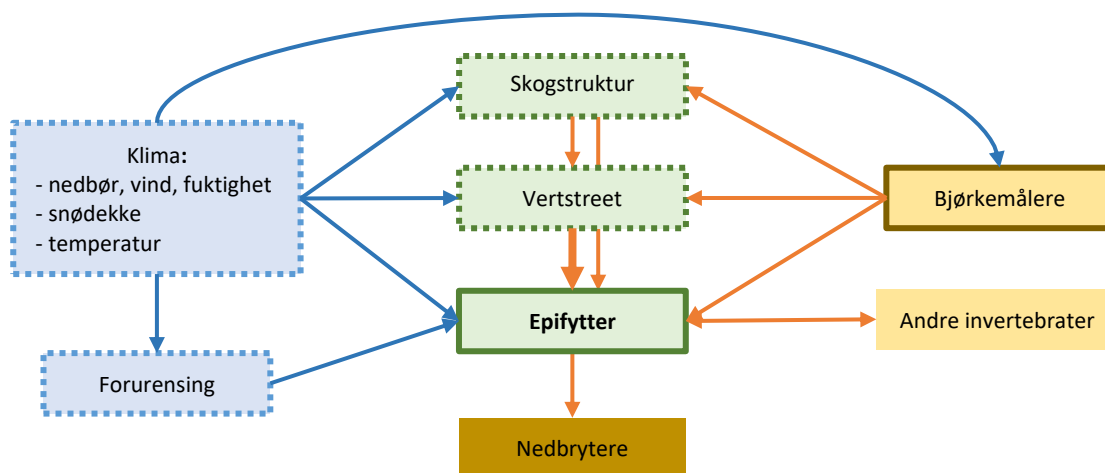 Skogstruktur
Klima:
- nedbør, vind, fuktighet
- snødekke
- temperatur
Vertstreet
Bjørkemålere
Epifytter
Andre invertebrater
Forurensing
Nedbrytere